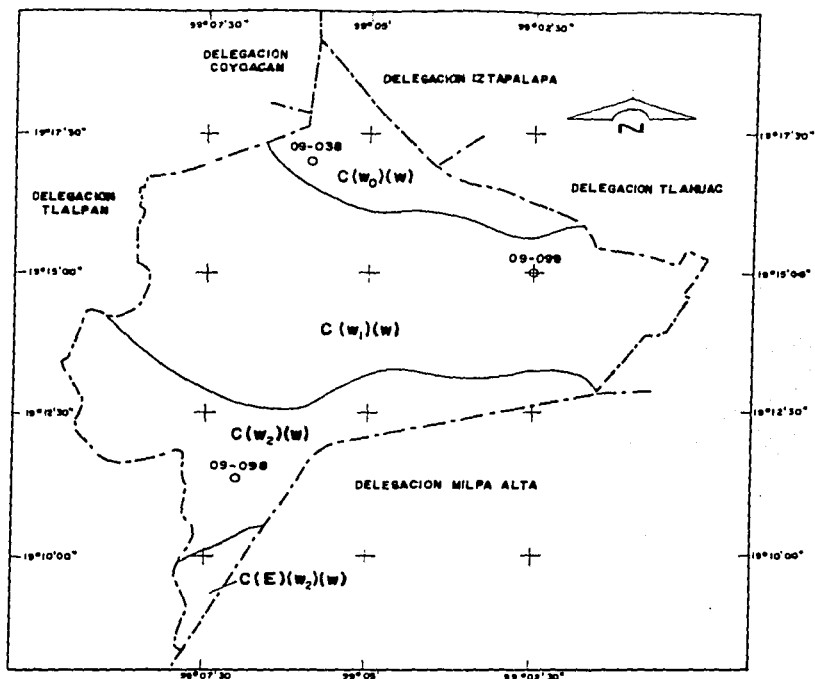 99°07'30"
99°05'
99°02'30"
DELEGACION
COYOACAN
DELEGACION IZTAPALAPA
19°17'30"
19°17'30"
N
09-038
C(w₀)(w)
DELEGACION
TLALPAN
DELEGACION TLAHUAC
09-099
19°15'00"
19°15'00"
C(w₁)(w)
19°12'30"
19°12'30"
C(w₂)(w)
09-098
DELEGACION MILPA ALTA
19°10'00"
19°10'00"
C(E)(w₂)(w)
99°07'30"
99°05'
99°02'30"